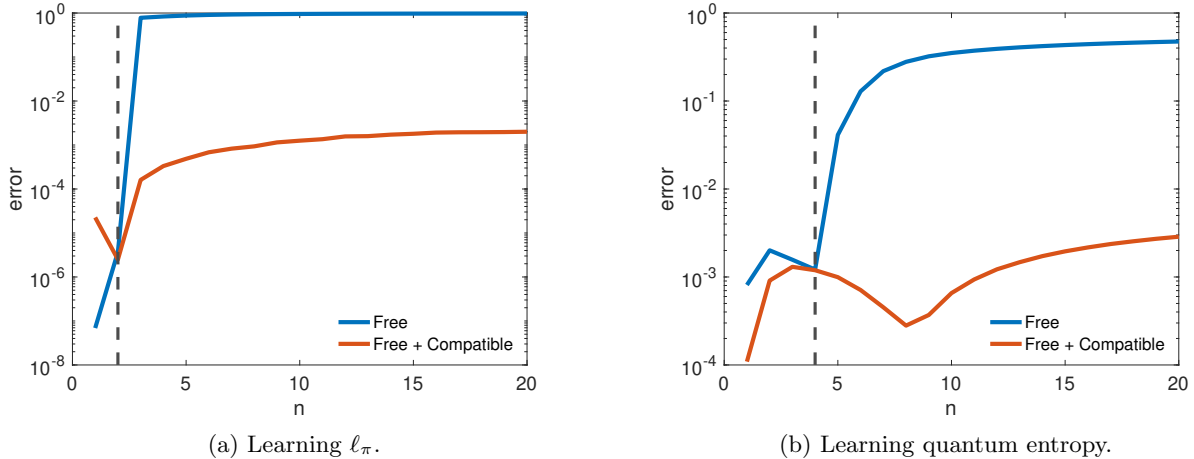 10^0
10^-2
10^-4
10^-6
10^-8
error
0 5 10 15 20
n
Free
Free + Compatible
(a) Learning ℓ_π.
10^0
10^-1
10^-2
10^-3
10^-4
error
0 5 10 15 20
n
Free
Free + Compatible
(b) Learning quantum entropy.